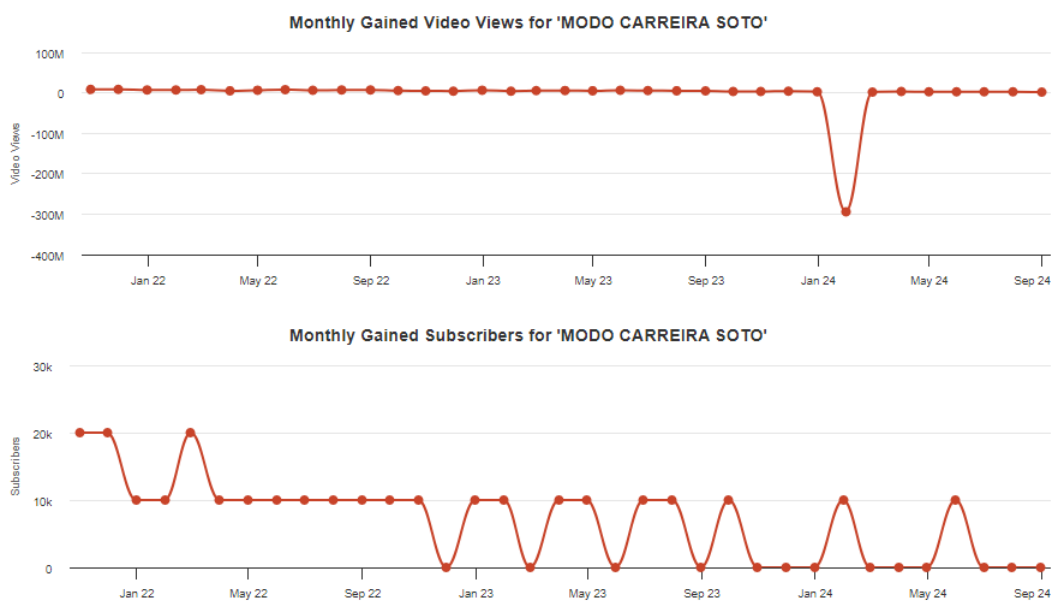 Monthly Gained Video Views for 'MODO CARREIRA SOTO'
100M
0
-100M
-200M
-300M
-400M
Video Views
Jan 22 May 22 Sep 22 Jan 23 May 23 Sep 23 Jan 24 May 24 Sep 24
Monthly Gained Subscribers for 'MODO CARREIRA SOTO'
30k
20k
10k
0
Subscribers
Jan 22 May 22 Sep 22 Jan 23 May 23 Sep 23 Jan 24 May 24 Sep 24